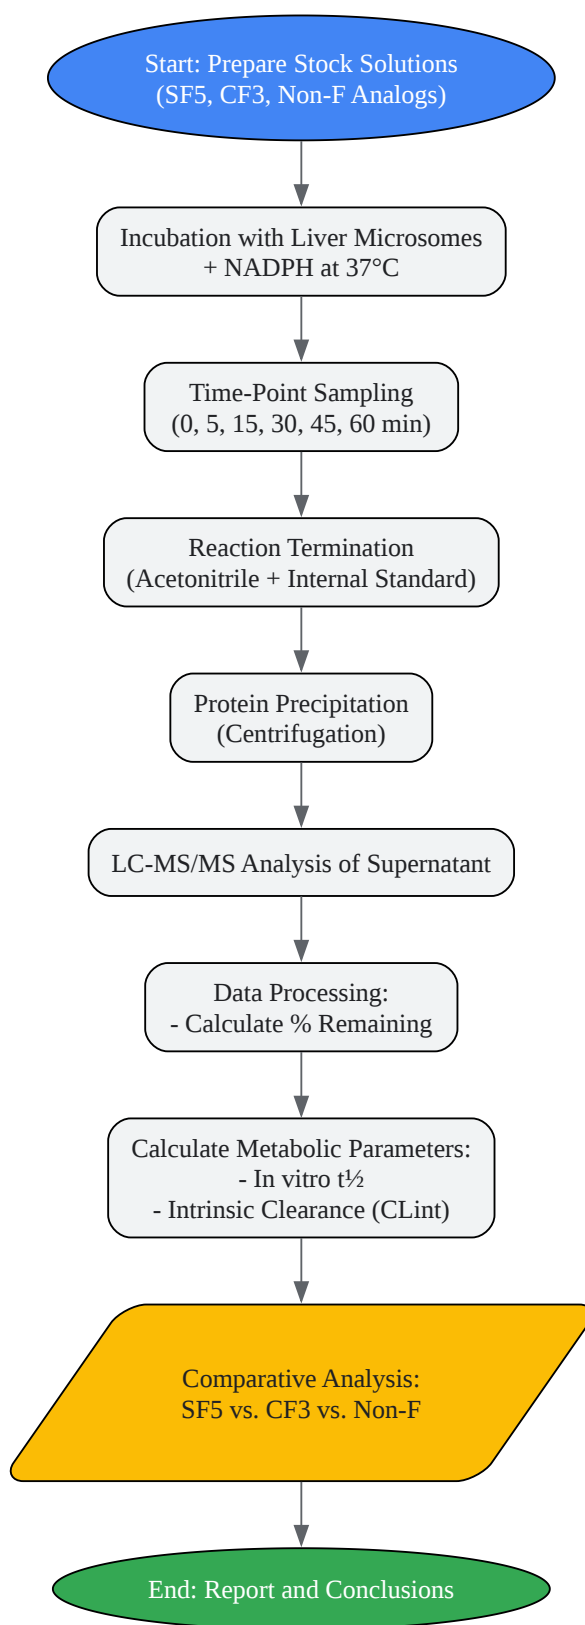 Start: Prepare Stock Solutions
(SF5, CF3, Non-F Analogs)
Incubation with Liver Microsomes
+ NADPH at 37°C
Time-Point Sampling
(0, 5, 15, 30, 45, 60 min)
Reaction Termination
(Acetonitrile + Internal Standard)
Protein Precipitation
(Centrifugation)
LC-MS/MS Analysis of Supernatant
Data Processing:
- Calculate % Remaining
Calculate Metabolic Parameters:
- In vitro t½
- Intrinsic Clearance (CLint)
Comparative Analysis:
SF5 vs. CF3 vs. Non-F
End: Report and Conclusions